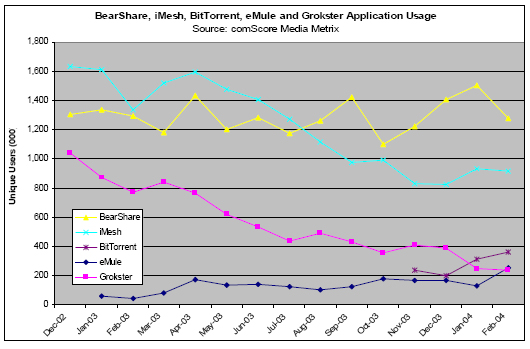 BearShare, iMesh, BitTorrent, eMule and Grokster Application Usage
Source: comScore Media Metrix
Unique Users (000
1,800
1,600
1,400
1,200
1,000
800
600
400
200
0
BearShare
iMesh
BitTorrent
eMule
Grokster
Dec-02
Jan-03
Feb-03
Mar-03
Apr-03
May-03
Jun-03
Jul-03
Aug-03
Sep-03
Oct-03
Nov-03
Dec-03
Jan-04
Feb-04